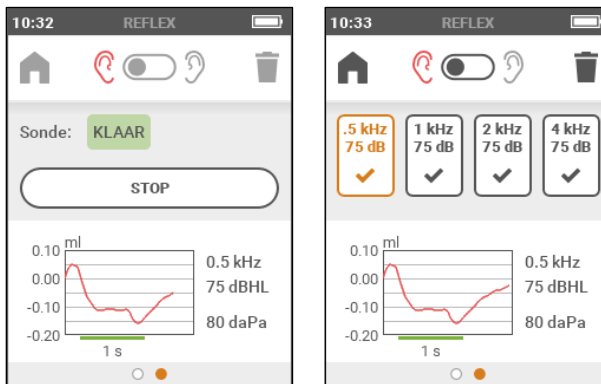 10:32 REFLEX
Sonde: KLAAR
STOP
ml
0.10
0.00
-0.10
-0.20
0.5 kHz
75 dBHL
80 daPa
1 s
10:33 REFLEX
.5 kHz 1 kHz 2 kHz 4 kHz
75 dB 75 dB 75 dB 75 dB
ml
0.10
0.00
-0.10
-0.20
0.5 kHz
75 dBHL
80 daPa
1 s